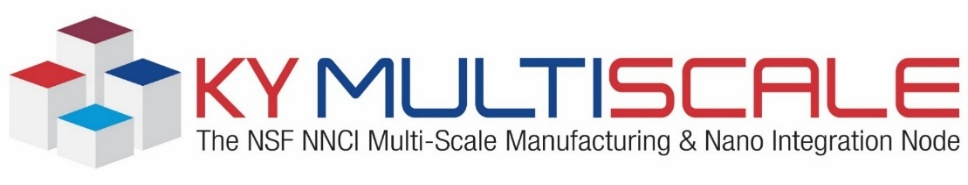 KY MULTISCALE
The NSF NNCI Multi-Scale Manufacturing & Nano Integration Node